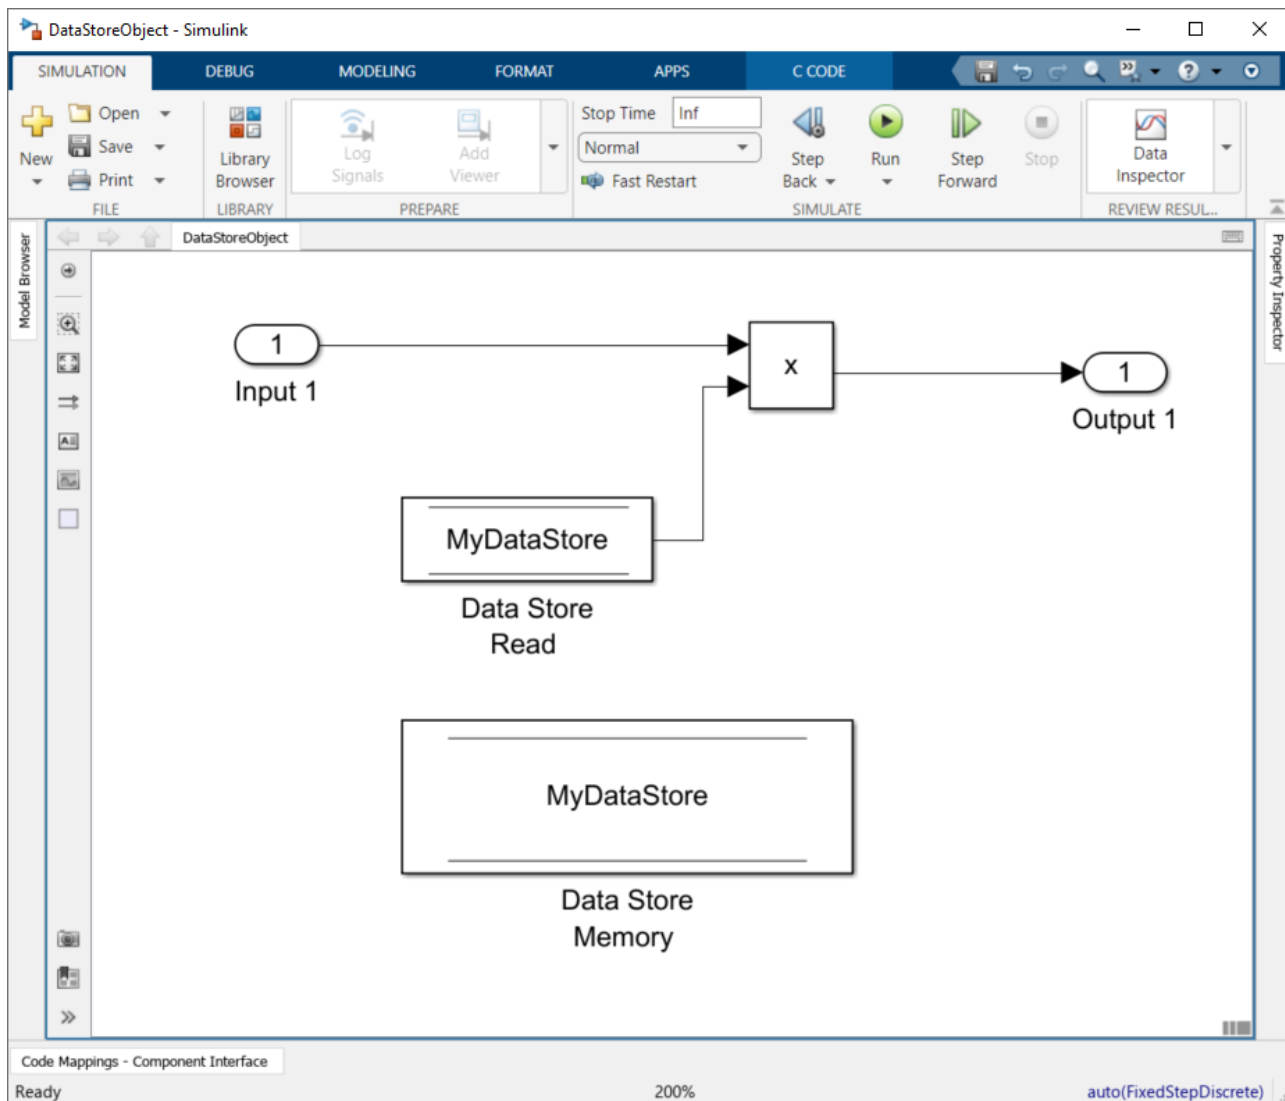 DataStoreObject - Simulink
SIMULATION DEBUG MODELING FORMAT APPS C CODE
New
Open
Save
Print
FILE
Library
Browser
LIBRARY
Log
Signals
Add
Viewer
PREPARE
Stop Time Inf
Normal
Fast Restart
Step
Back
Run
Step
Forward
Stop
SIMULATE
Data
Inspector
REVIEW RESUL...
Model Browser
DataStoreObject
Property Inspector
1
Input 1
x
1
Output 1
MyDataStore
Data Store
Read
MyDataStore
Data Store
Memory
Code Mappings - Component Interface
Ready 200% auto(FixedStepDiscrete)